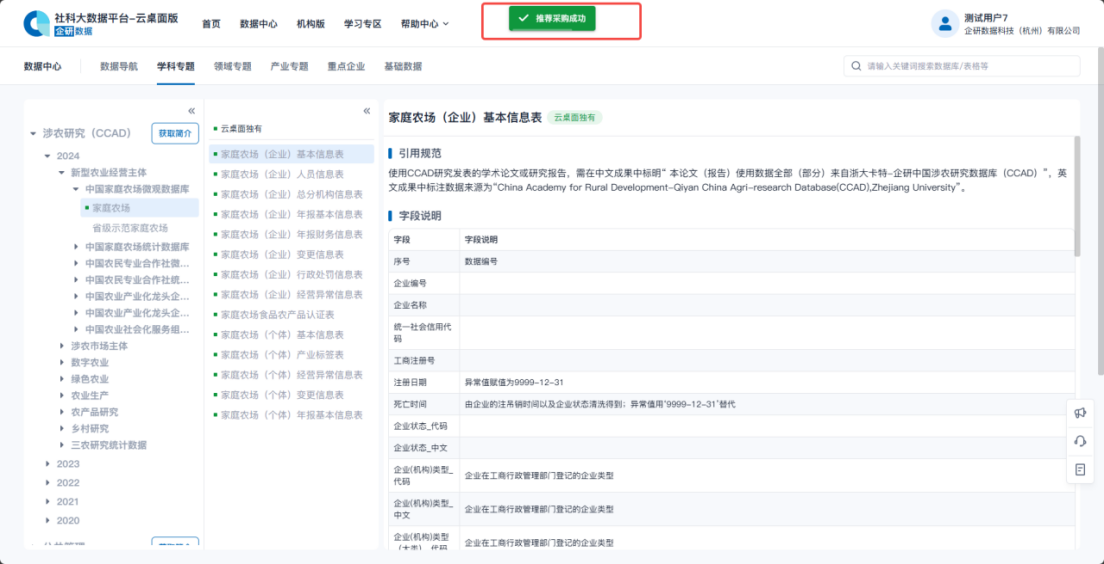 社科大数据平台-云桌面版
企研数据
首页
数据中心
机构版
学习专区
帮助中心
推荐采购成功
测试用户7
企研数据科技（杭州）有限公司
数据中心
数据导航
学科专题
领域专题
产业专题
重点企业
基础数据
请输入关键词搜索数据库/表格等
涉农研究（CCAD）
获取简介
2024
新型农业经营主体
中国家庭农场微观数据库
家庭农场
省级示范家庭农场
中国家庭农场统计数据库
中国农民专业合作社微...
中国农民专业合作社统...
中国农业产业化龙头企...
中国农业产业化龙头企...
中国农业社会化服务组...
涉农市场主体
数字农业
绿色农业
农业生产
农产品研究
乡村研究
三农研究统计数据
2023
2022
2021
2020
云桌面独有
家庭农场（企业）基本信息表
家庭农场（企业）人员信息表
家庭农场（企业）总分机构信息表
家庭农场（企业）年报基本信息表
家庭农场（企业）年报财务信息表
家庭农场（企业）变更信息表
家庭农场（企业）行政处罚信息表
家庭农场（企业）经营异常信息表
家庭农场食品农产品认证表
家庭农场（个体）基本信息表
家庭农场（个体）产业标签表
家庭农场（个体）经营异常信息表
家庭农场（个体）变更信息表
家庭农场（个体）年报基本信息表
家庭农场（企业）基本信息表 云桌面独有
引用规范
使用CCAD研究发表的学术论文或研究报告，需在中文成果中标明“ 本论文（报告）使用数据全部（部分）来自浙大卡特-企研中国涉农研究数据库（CCAD）”，英
文成果中标注数据来源为“China Academy for Rural Development-Qiyan China Agri-research Database(CCAD),Zhejiang University”。
字段说明
字段 字段说明
序号 数据编号
企业编号
企业名称
统一社会信用代
码
工商注册号
注册日期 异常值赋值为9999-12-31
死亡时间 由企业的注吊销时间以及企业状态清洗得到；异常值用'9999-12-31'替代
企业状态_代码
企业状态_中文
企业(机构)类型_
代码 企业在工商行政管理部门登记的企业类型
企业(机构)类型_
中文 企业在工商行政管理部门登记的企业类型
企业(机构)类型
（大类）_代码 企业在工商行政管理部门登记的企业类型